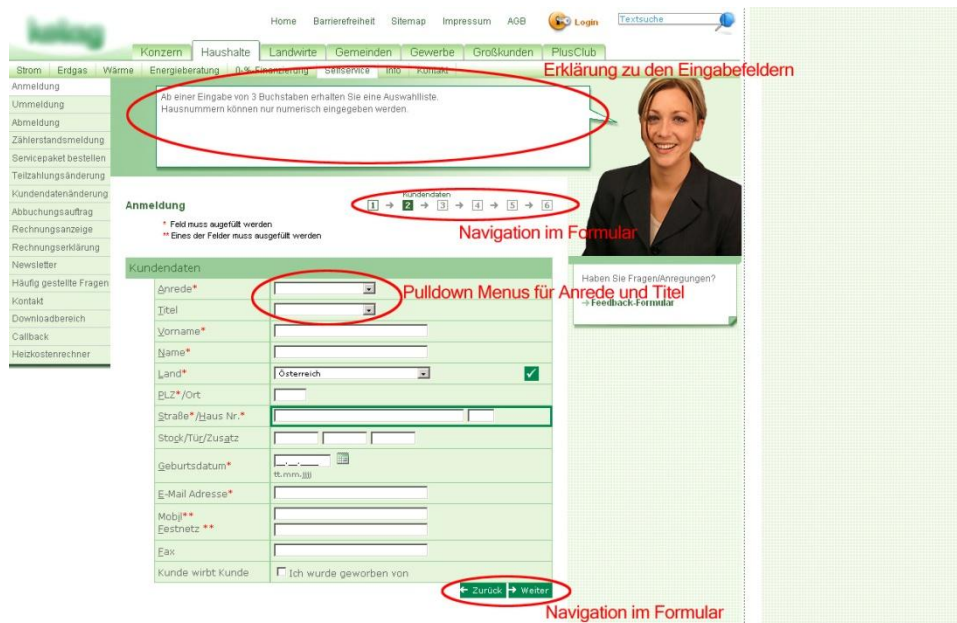 Home Barrierefreiheit Sitemap Impressum AGB Login Textsuche
Konzern Haushalte Landwirte Gemeinden Gewerbe Großkunden PlusClub
Strom Erdgas Wärme Energieberatung 0-% Finanzierung Selfservice Info Kontakt
Erklärung zu den Eingabefeldern
Anmeldung
Ummeldung
Abmeldung
Zählerstandsmeldung
Servicepaket bestellen
Teilzahlungsänderung
Kundendatenänderung
Abbuchungsauftrag
Rechnungsanzeige
Rechnungserklärung
Newsletter
Häufig gestellte Fragen
Kontakt
Downloadbereich
Callback
Heizkostenrechner
Ab einer Eingabe von 3 Buchstaben erhalten Sie eine Auswahlliste.
Hausnummern können nur numerisch eingegeben werden.
Kundendaten
Anmeldung 1 → 2 → 3 → 4 → 5 → 6
* Feld muss augefüllt werden
** Eines der Felder muss ausgefüllt werden
Navigation im Formular
Kundendaten
Anrede*
Titel
Pulldown Menus für Anrede und Titel
Vorname*
Name*
Land* Österreich
PLZ*/Ort
Straße*/Haus Nr.*
Stock/Tür/Zusatz
Geburtsdatum* __.__.____
tt.mm.jjjj
E-Mail Adresse*
Mobil**
Festnetz **
Fax
Kunde wirbt Kunde Ich wurde geworben von
← Zurück → Weiter
Navigation im Formular
Haben Sie Fragen/Anregungen?
→ Feedback-Formular